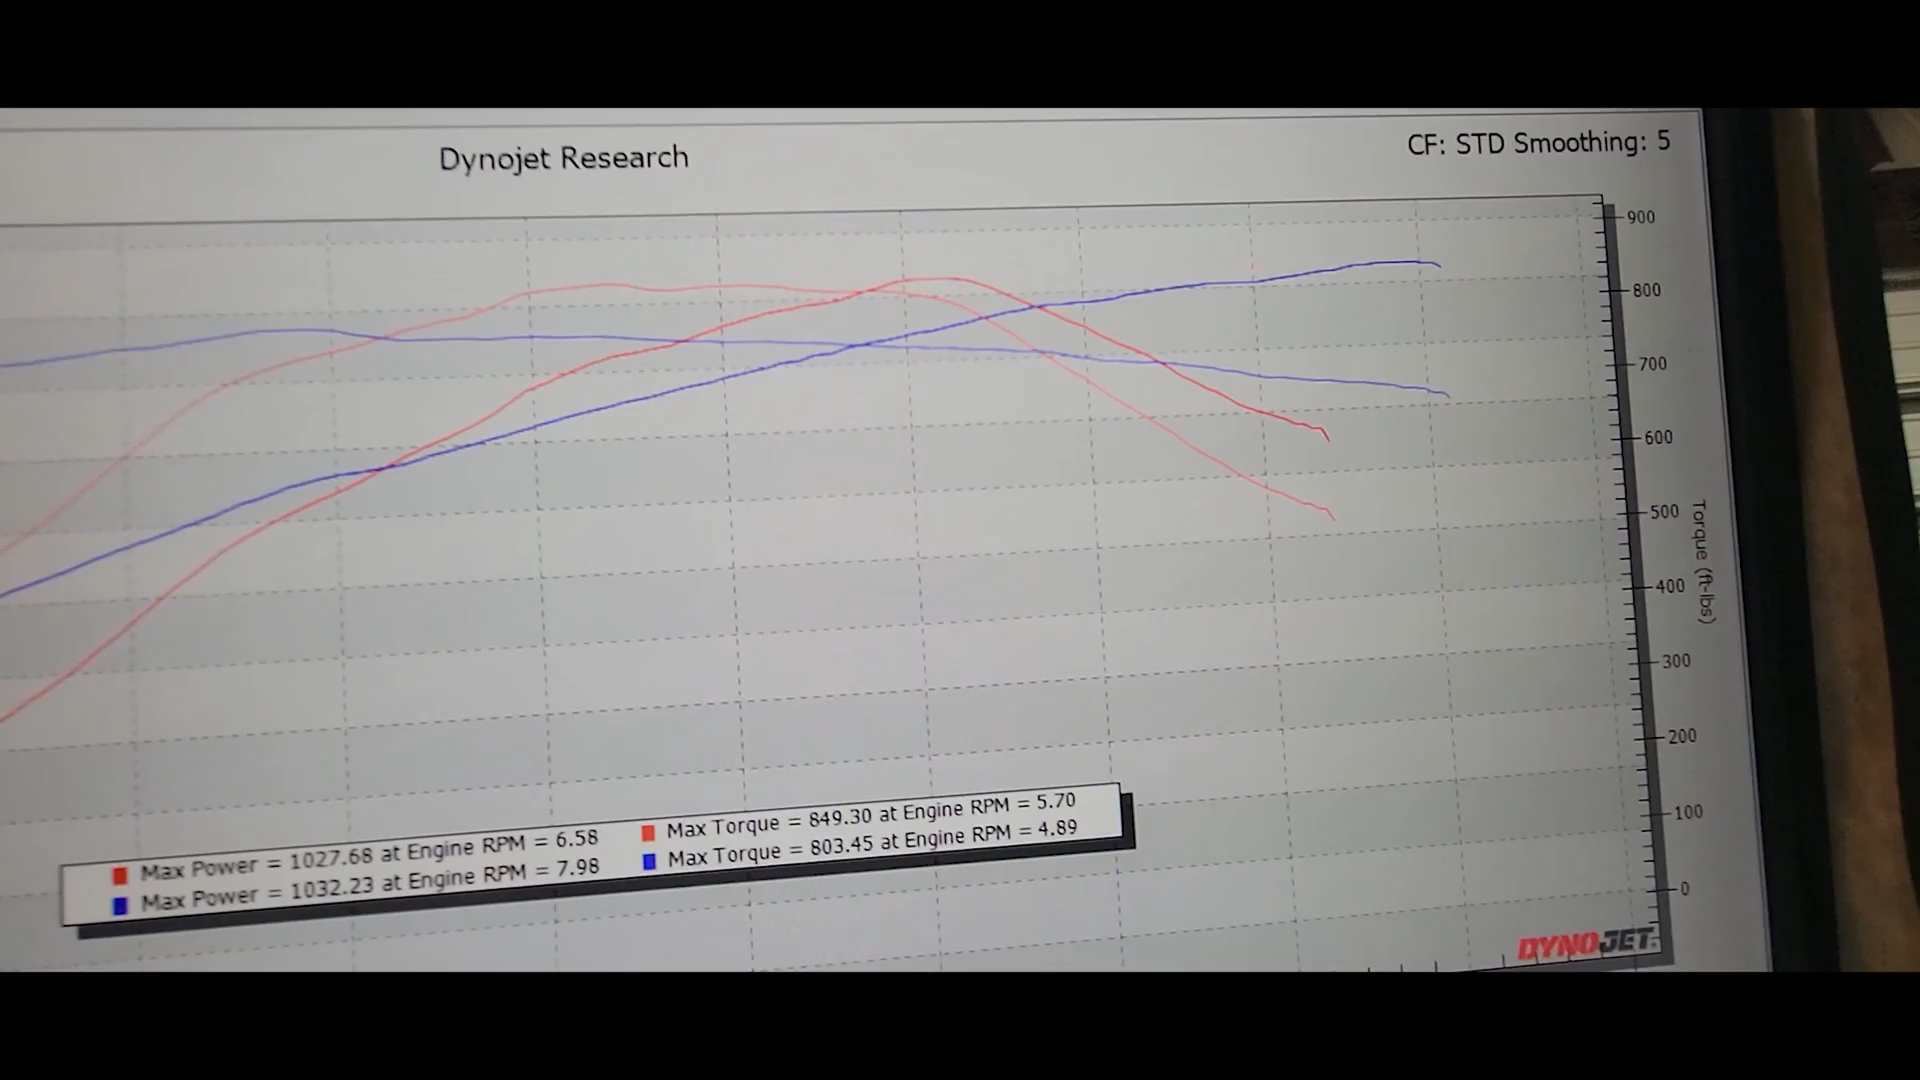 Dynojet Research
CF: STD Smoothing: 5
900
800
700
600
500
400
300
200
100
0
Torque (ft-lbs)
Max Power = 1027.68 at Engine RPM = 6.58
Max Torque = 849.30 at Engine RPM = 5.70
Max Power = 1032.23 at Engine RPM = 7.98
Max Torque = 803.45 at Engine RPM = 4.89
DYNOJET